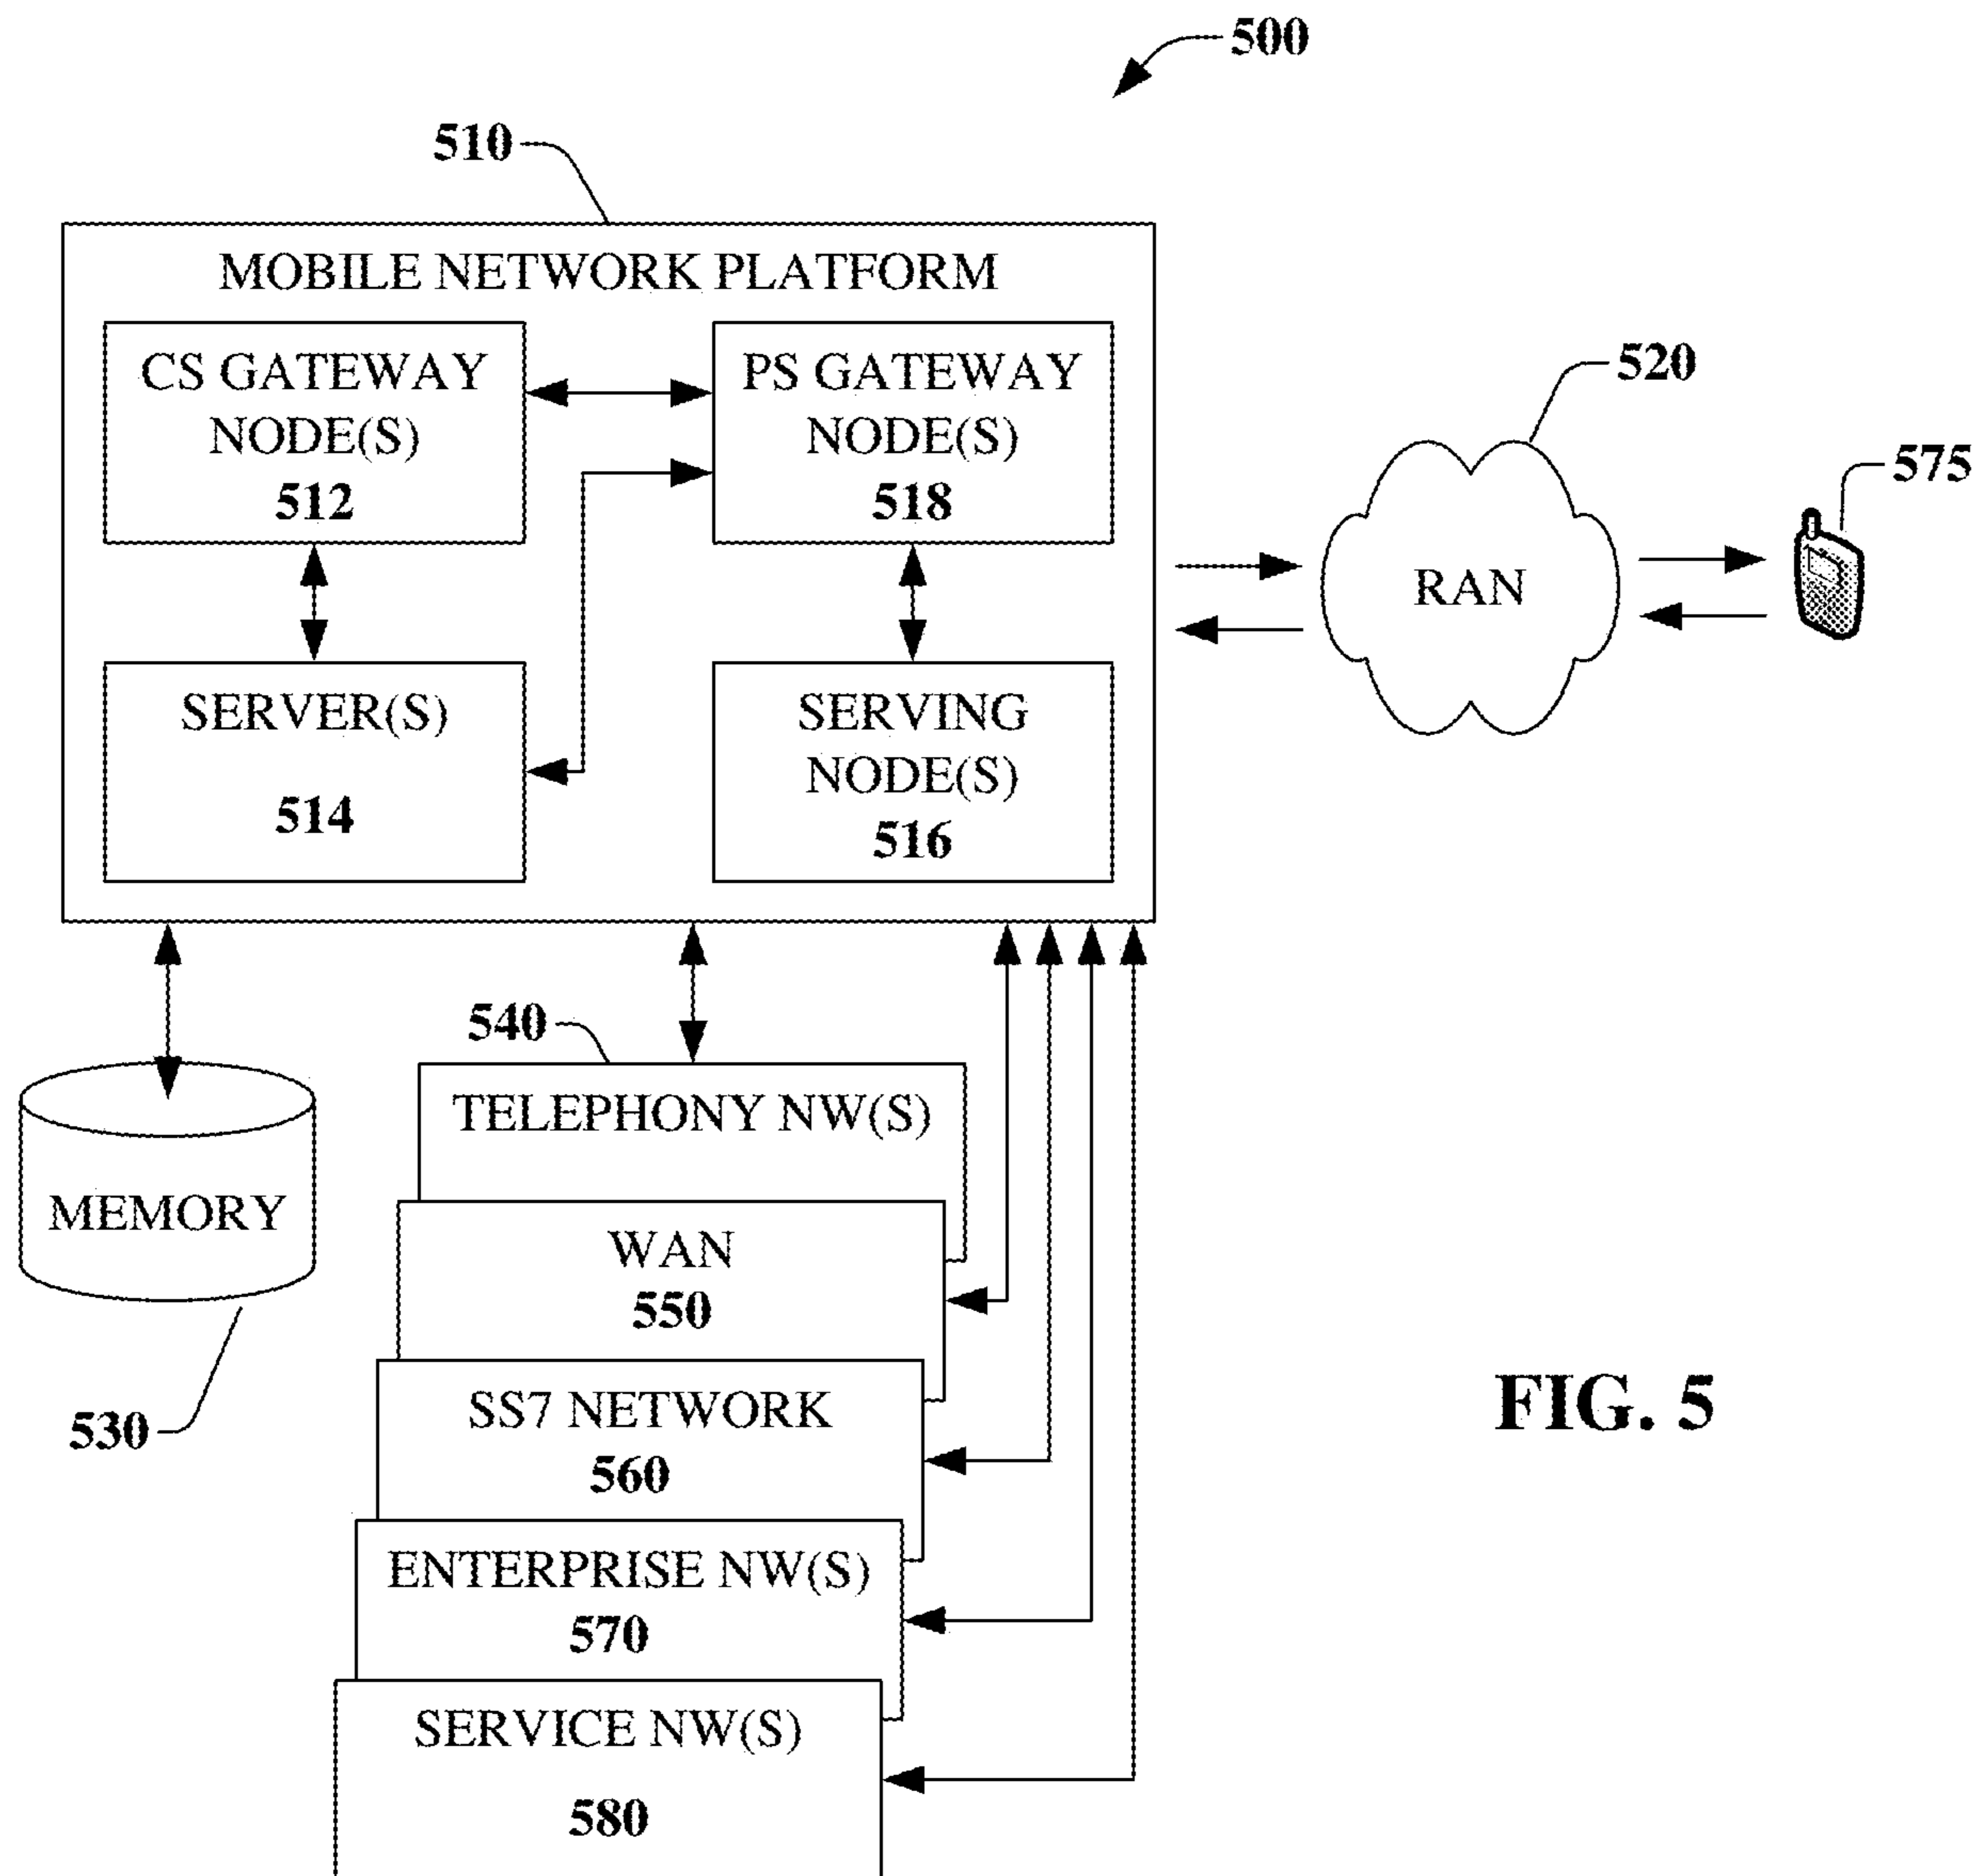 500
510
MOBILE NETWORK PLATFORM
CS GATEWAY
NODE(S)
512
PS GATEWAY
NODE(S)
518
520
575
RAN
SERVER(S)
514
SERVING
NODE(S)
516
540
TELEPHONY NW(S)
MEMORY
530
WAN
550
SS7 NETWORK
560
ENTERPRISE NW(S)
570
SERVICE NW(S)
580
FIG. 5